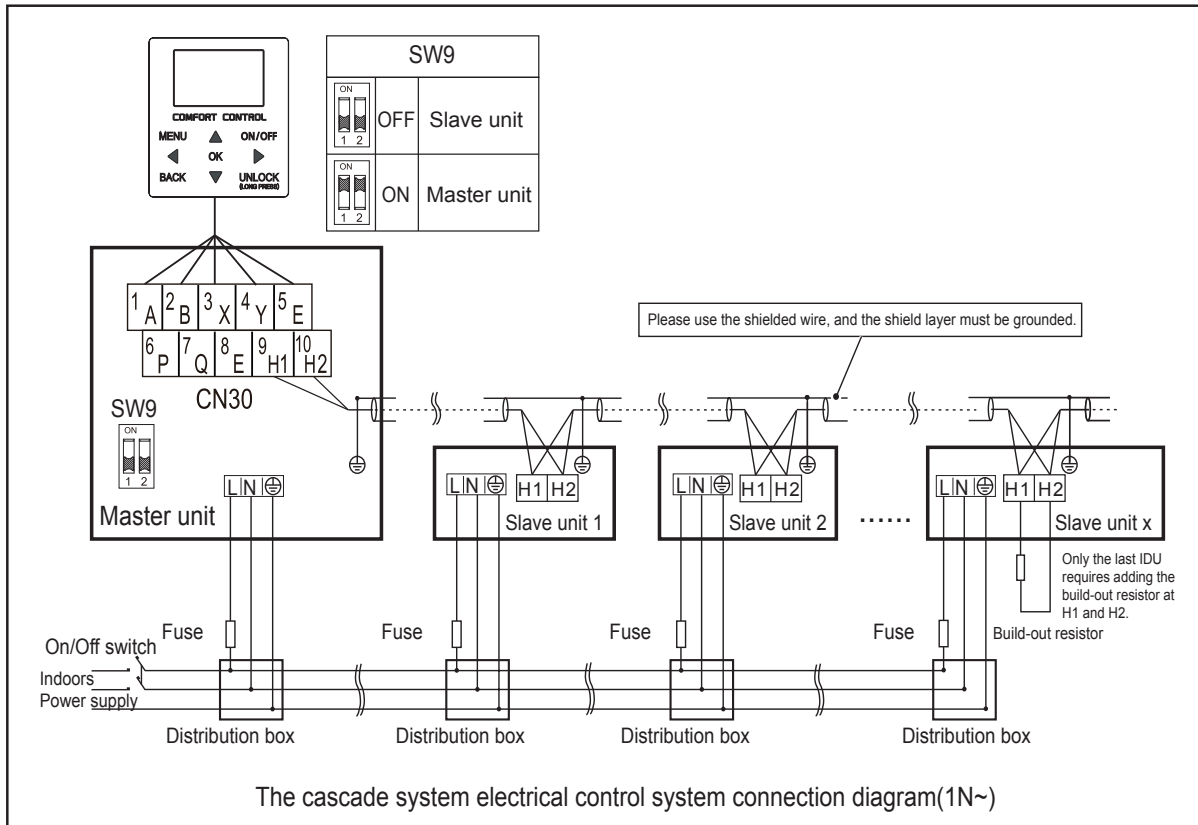 COMFORT CONTROL
MENU ON/OFF
OK
BACK UNLOCK
(LONG PRESS)
SW9
ON
1 2
OFF
Slave unit
ON
1 2
ON
Master unit
1 A 2 B 3 X 4 Y 5 E
6 P 7 Q 8 E 9 H1 10 H2
CN30
SW9
ON
1 2
L N
Master unit
Please use the shielded wire, and the shield layer must be grounded.
L N H1 H2
Slave unit 1
L N H1 H2
Slave unit 2
......
L N H1 H2
Slave unit x
Only the last IDU
requires adding the
build-out resistor at
H1 and H2.
Build-out resistor
Fuse
Fuse
Fuse
Fuse
On/Off switch
Indoors
Power supply
Distribution box
Distribution box
Distribution box
Distribution box
The cascade system electrical control system connection diagram(1N~)